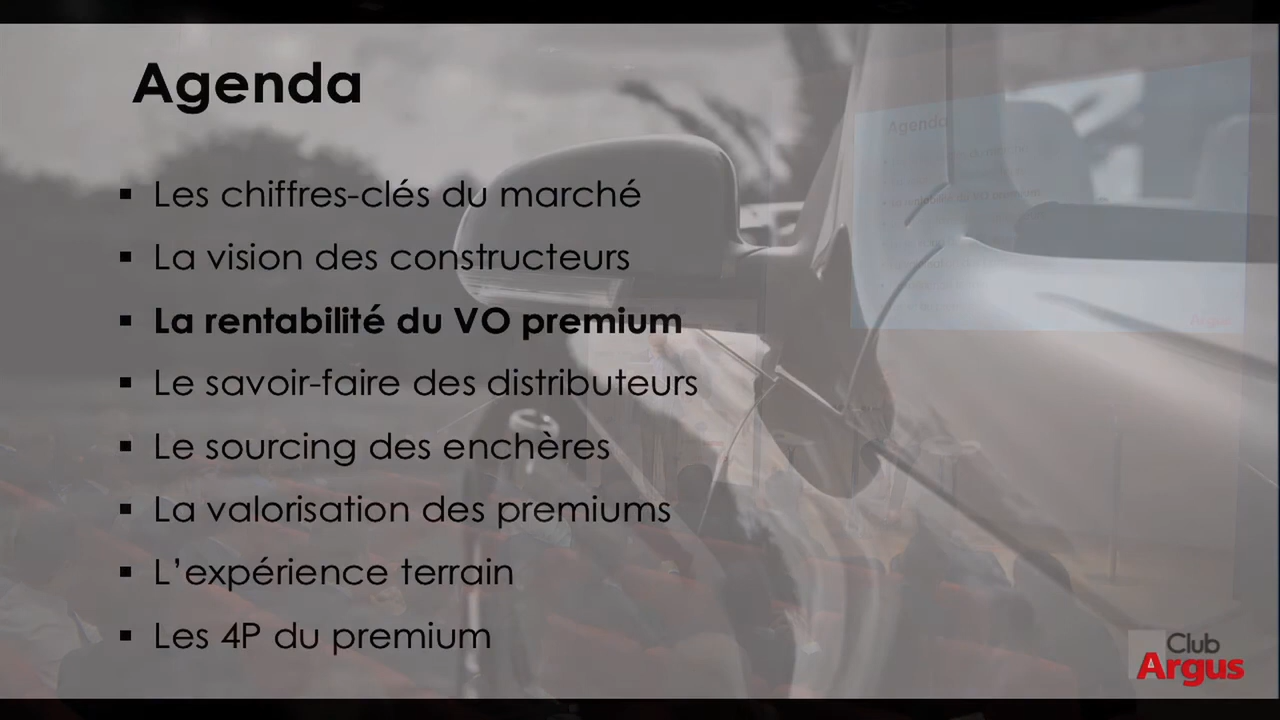 Agenda
▪ Les chiffres-clés du marché
▪ La vision des constructeurs
▪ La rentabilité du VO premium
▪ Le savoir-faire des distributeurs
▪ Le sourcing des enchères
▪ La valorisation des premiums
▪ L’expérience terrain
▪ Les 4P du premium
Agenda
Club
Argus